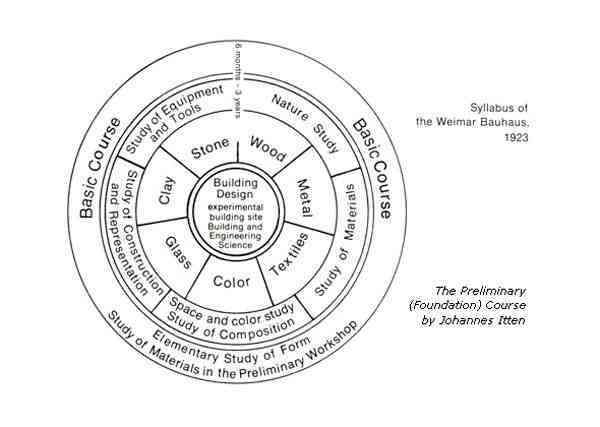 Basic Course
Basic Course
6 months – 3 years
Study of Equipment
and Tools
Nature Study
Study of Materials
Space and color study
Study of Composition
Study of Construction
and Representation
Stone
Wood
Metal
Textiles
Color
Glass
Clay
Building
Design
experimental
building site
Building and
Engineering
Science
Elementary Study of Form
Study of Materials in the Preliminary Workshop
Syllabus of
the Weimar Bauhaus,
1923
The Preliminary
(Foundation) Course
by Johannes Itten